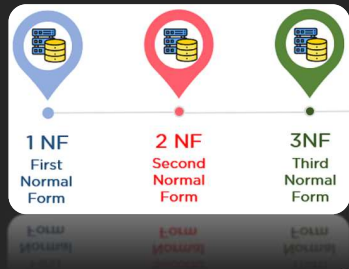 1 NF
First
Normal
Form
2 NF
Second
Normal
Form
3NF
Third
Normal
Form